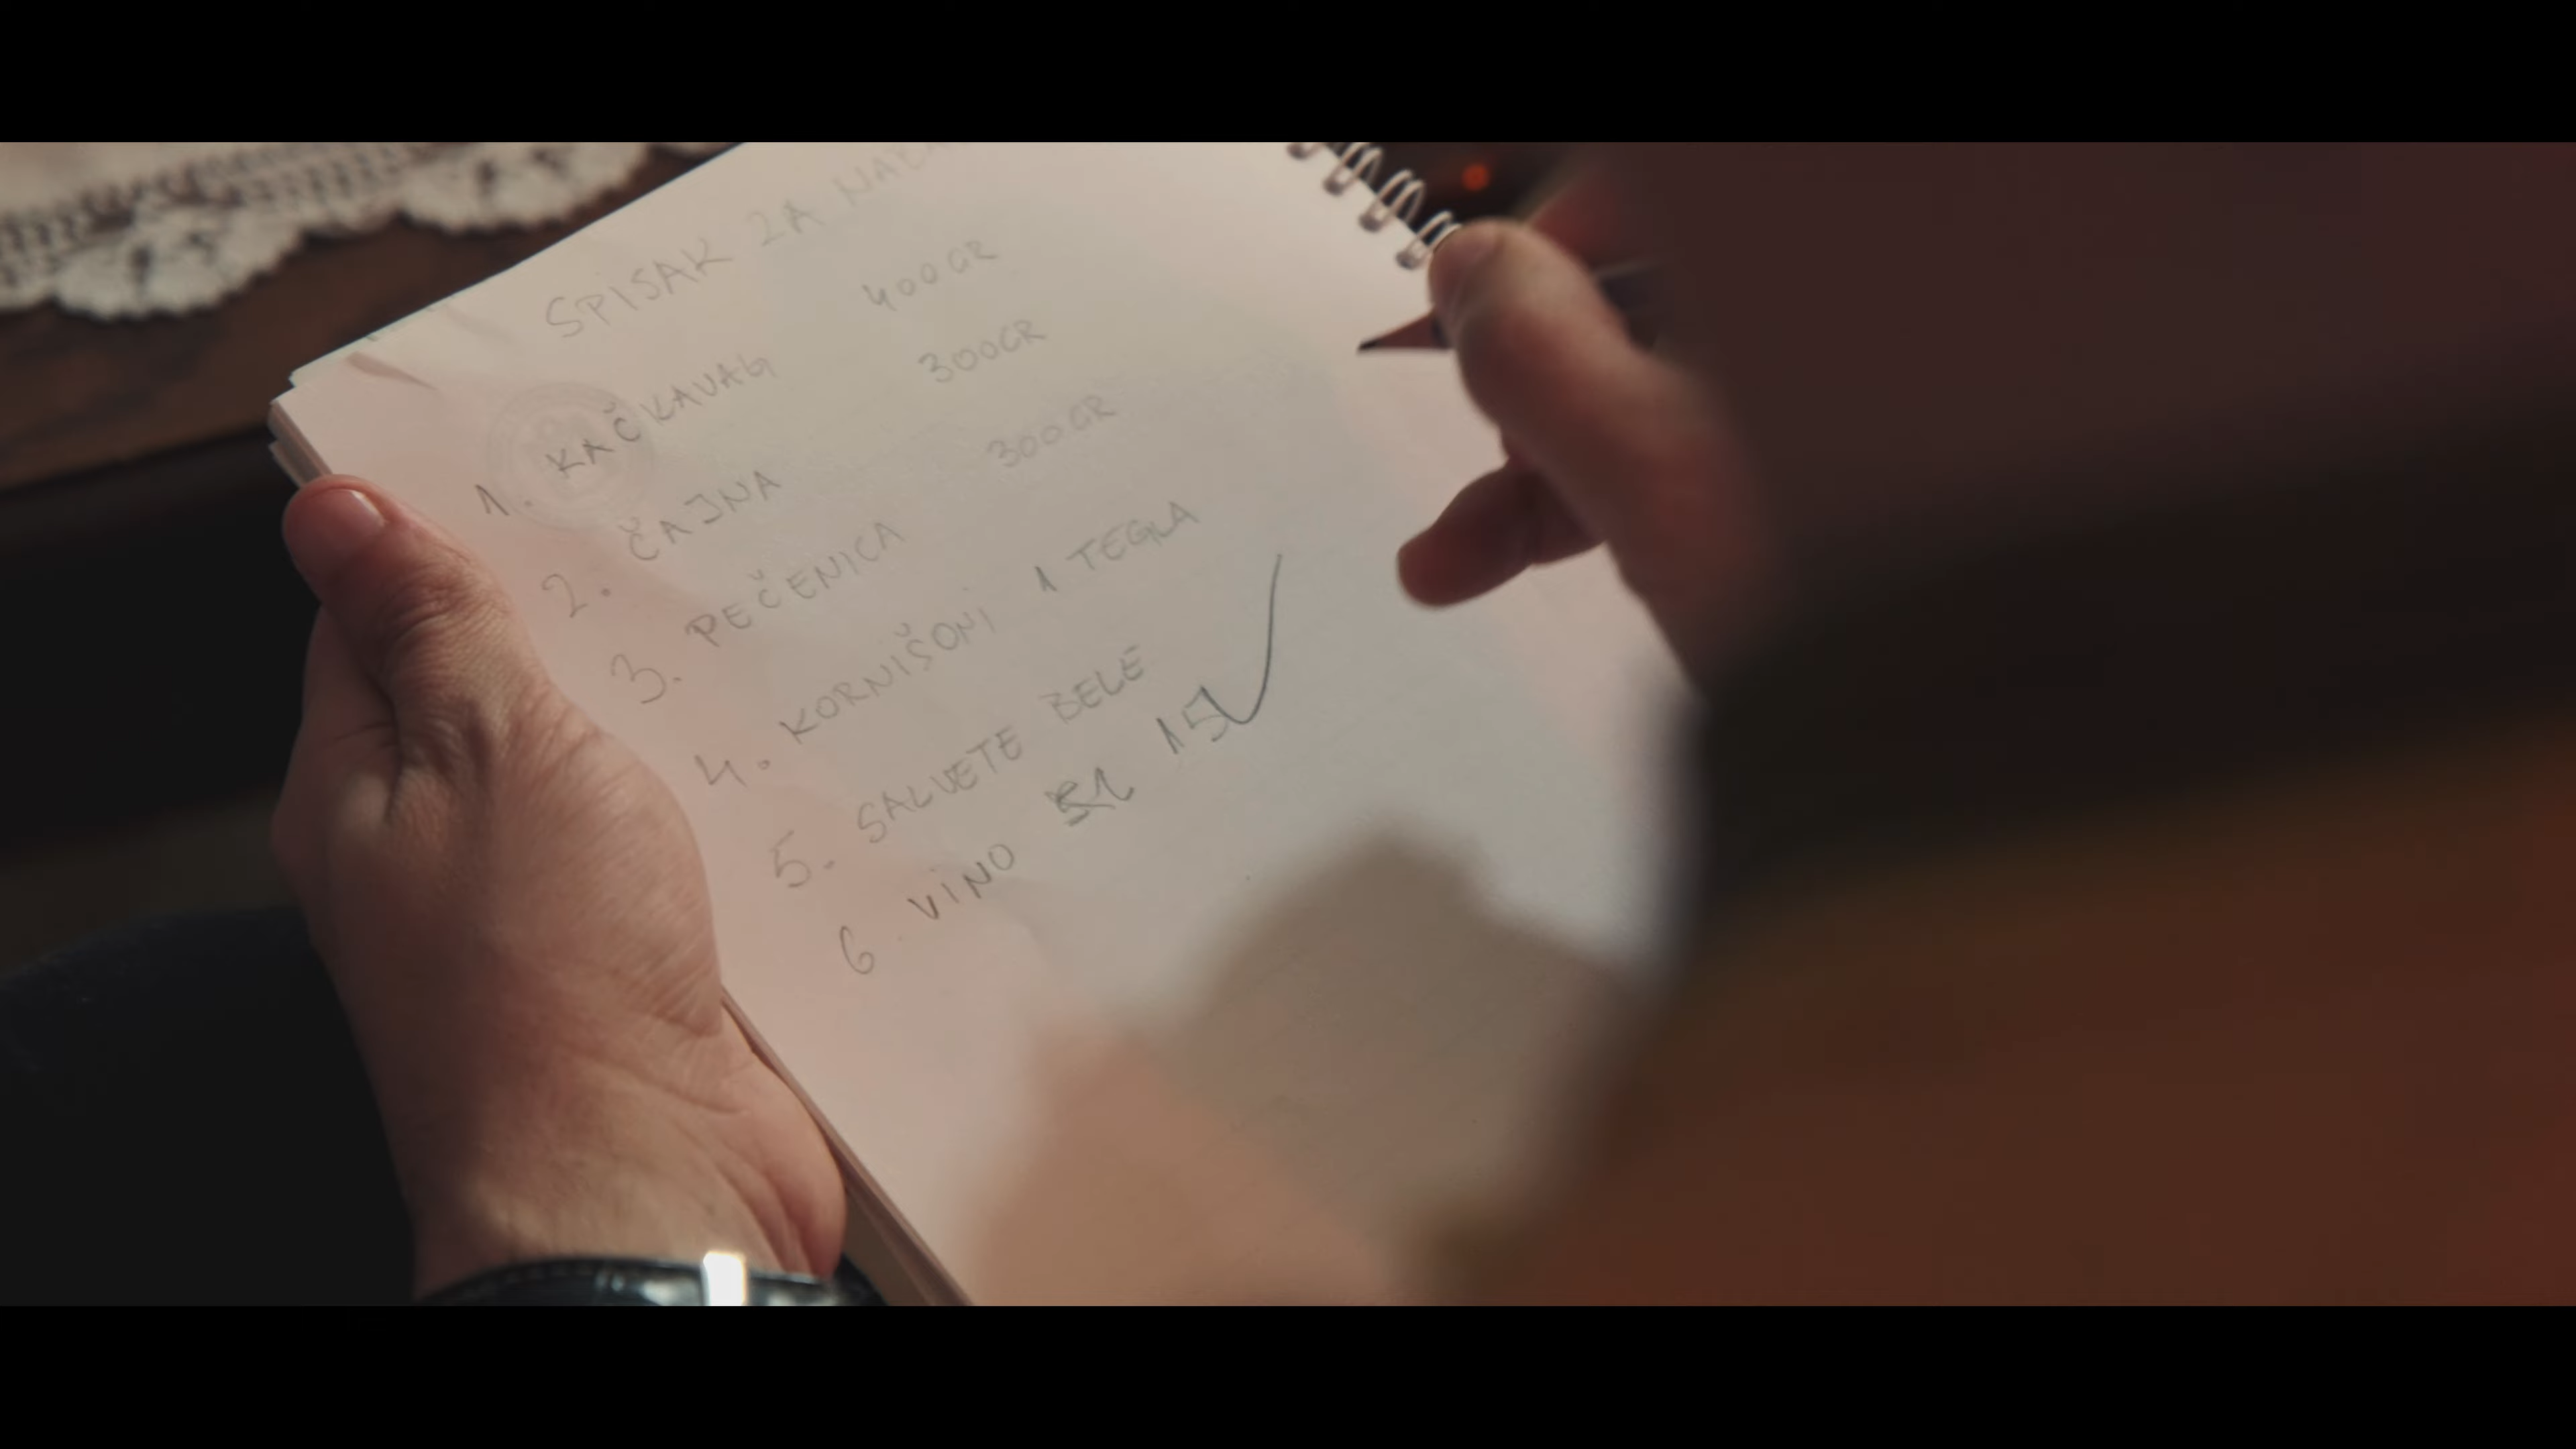 SPISAK ZA
1. KAČKAVALJ 400GR
2. ČAJNA 300GR
3. PEČENICA 300GR
4. KORNIŠONI 1 TEGLA
5. SALVETE BELE
6. VINO 5L 15